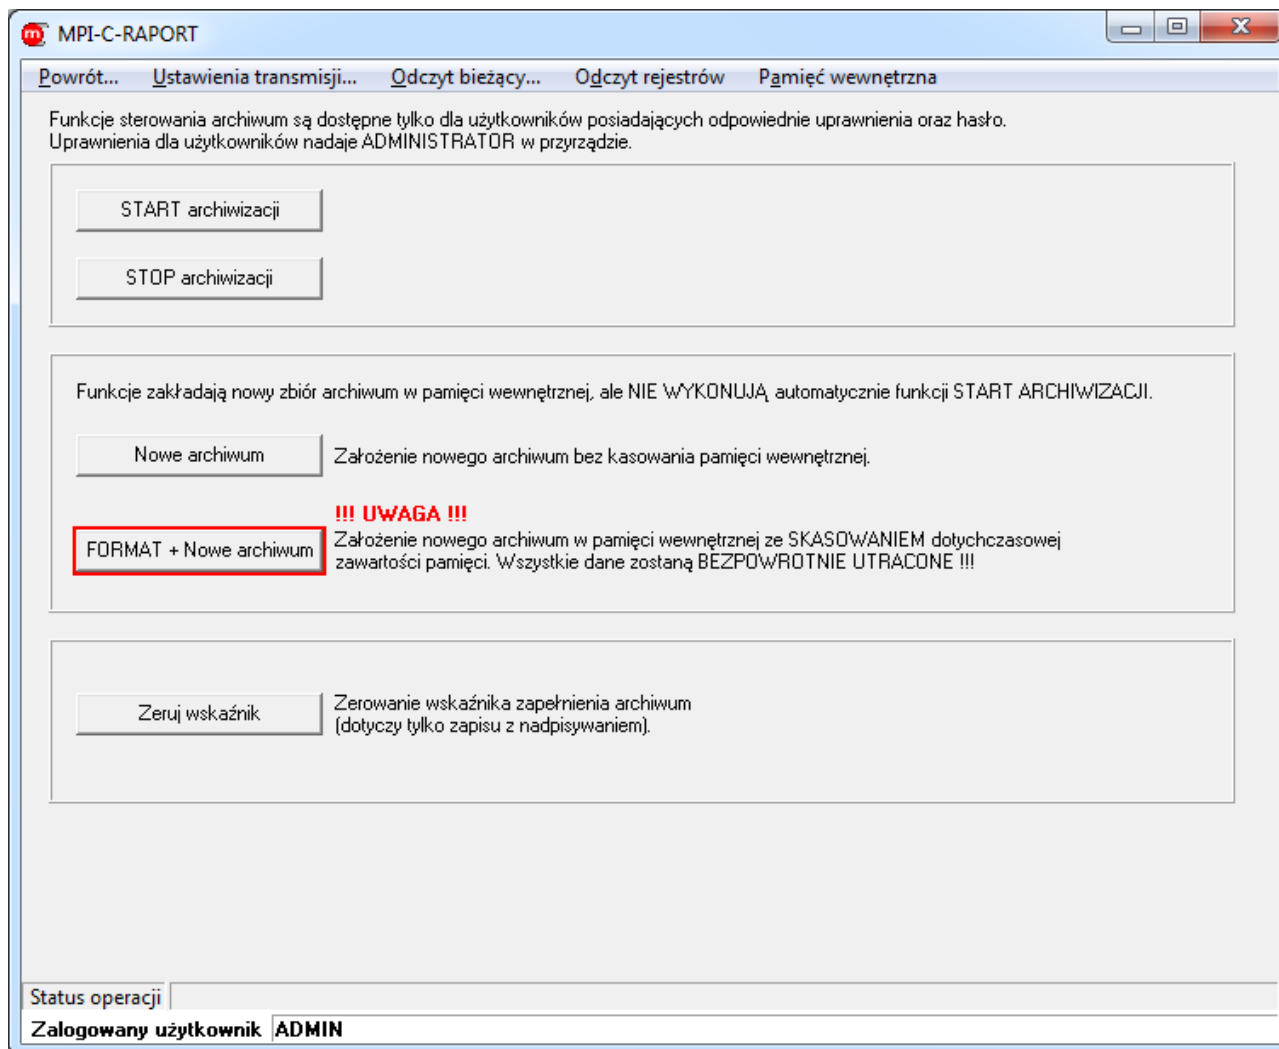 MPI-C-RAPORT
Powrót... Ustawienia transmisji... Odczyt bieżący... Odczyt rejestrów Pamięć wewnętrzna
Funkcje sterowania archiwum są dostępne tylko dla użytkowników posiadających odpowiednie uprawnienia oraz hasło.
Uprawnienia dla użytkowników nadaje ADMINISTRATOR w przyrządzie.
START archiwizacji
STOP archiwizacji
Funkcje zakładają nowy zbiór archiwum w pamięci wewnętrznej, ale NIE WYKONUJĄ automatycznie funkcji START ARCHIWIZACJI.
Nowe archiwum Założenie nowego archiwum bez kasowania pamięci wewnętrznej.
!!! UWAGA !!!
FORMAT + Nowe archiwum Założenie nowego archiwum w pamięci wewnętrznej ze SKASOWANIEM dotychczasowej
zawartości pamięci. Wszystkie dane zostaną BEZPOWROTNIE UTRACONE !!!
Zeruj wskaźnik Zerowanie wskaźnika zapełnienia archiwum
(dotyczy tylko zapisu z nadpisywaniem).
Status operacji
Zalogowany użytkownik ADMIN